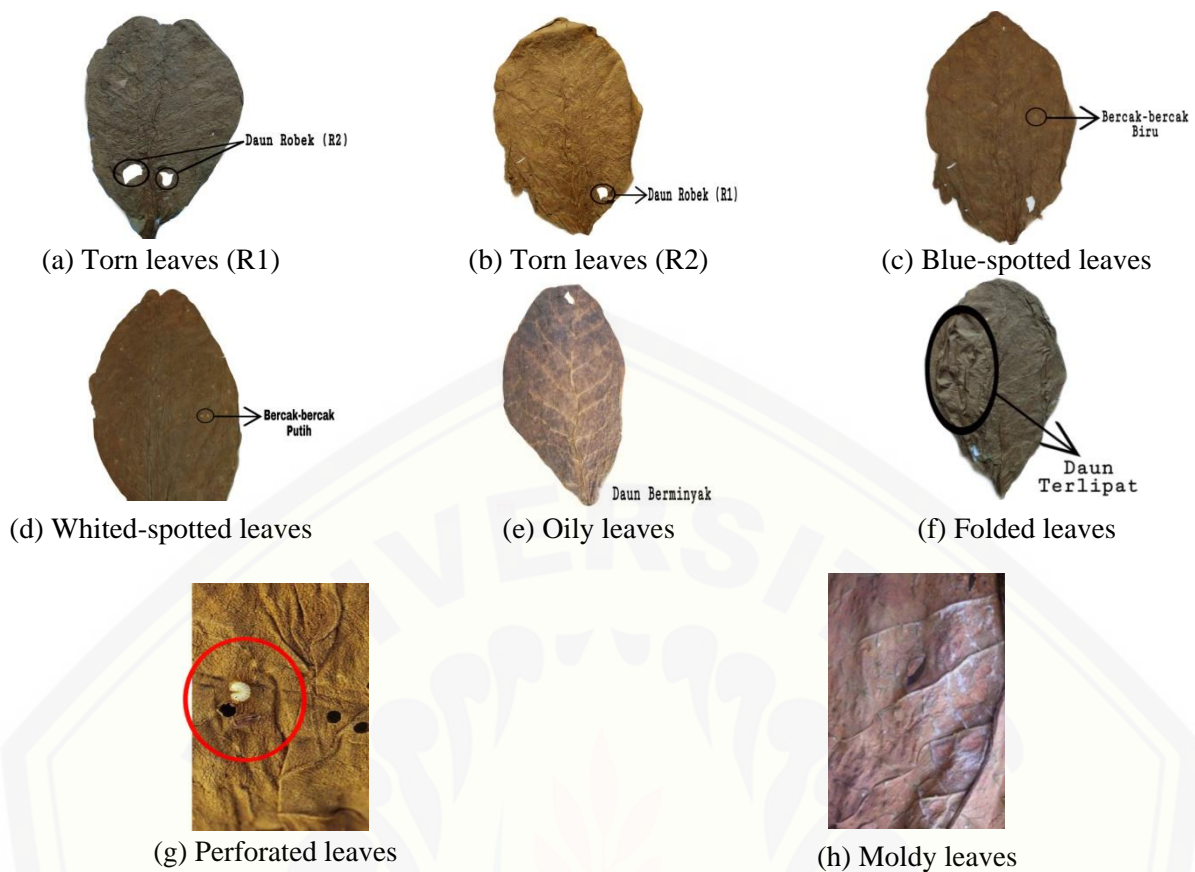 Daun Robek (R2)
Daun Robek (R1)
Bercak-bercak
Biru
(a) Torn leaves (R1)
(b) Torn leaves (R2)
(c) Blue-spotted leaves
Bercak-bercak
Putih
Daun Berminyak
Daun
Terlipat
(d) Whited-spotted leaves
(e) Oily leaves
(f) Folded leaves
(g) Perforated leaves
(h) Moldy leaves